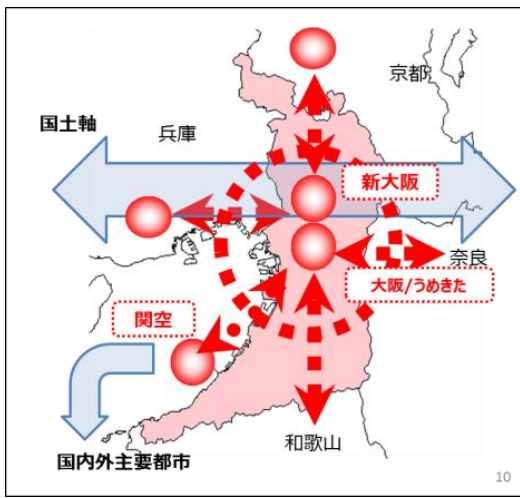 京都
国土軸
兵庫
新大阪
奈良
大阪/うめきた
関空
和歌山
国内外主要都市
10